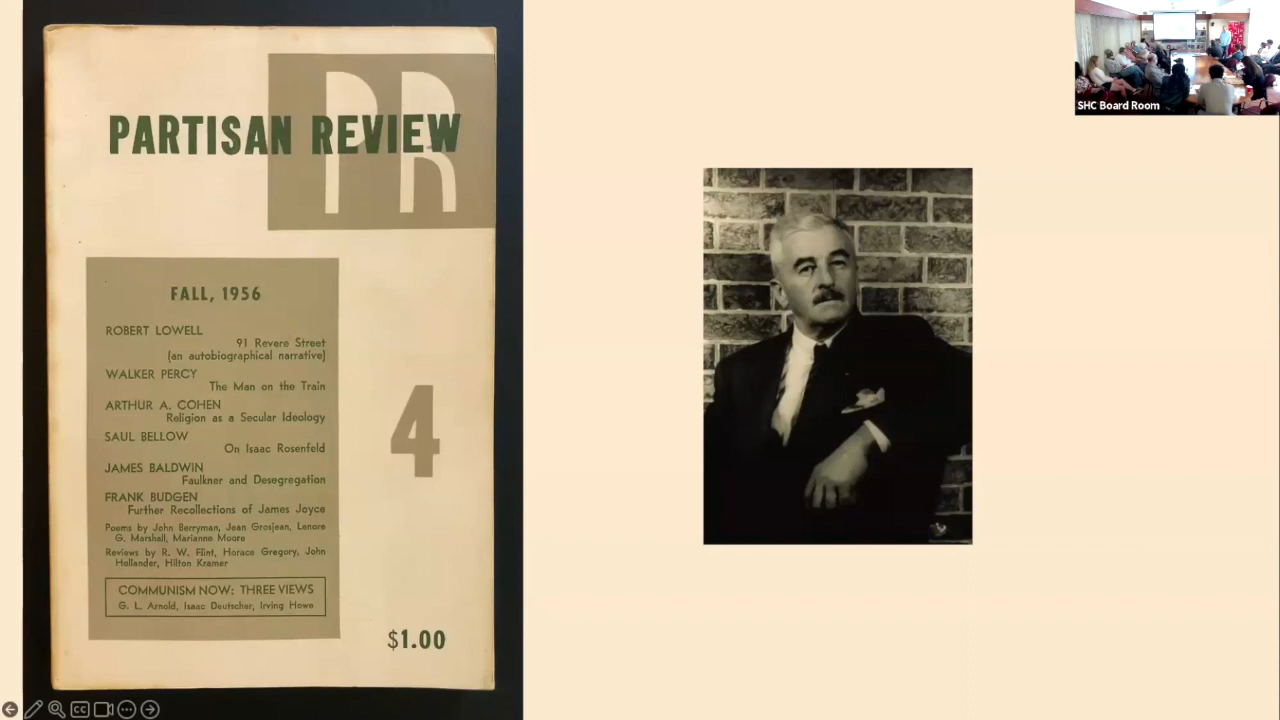 PR
PARTISAN REVIEW
FALL, 1956
ROBERT LOWELL
91 Revere Street
(an autobiographical narrative)
WALKER PERCY
The Man on the Train
ARTHUR A. COHEN
Religion as a Secular Ideology
SAUL BELLOW
On Isaac Rosenfeld
JAMES BALDWIN
Faulkner and Desegregation
FRANK BUDGEN
Further Recollections of James Joyce
Poems by John Berryman, Jean Grosjean, Lenore
G. Marshall, Marianne Moore
Reviews by R. W. Flint, Horace Gregory, John
Hollander, Hilton Kramer
COMMUNISM NOW: THREE VIEWS
G. L. Arnold, Isaac Deutscher, Irving Howe
4
$1.00
SHC Board Room
CC